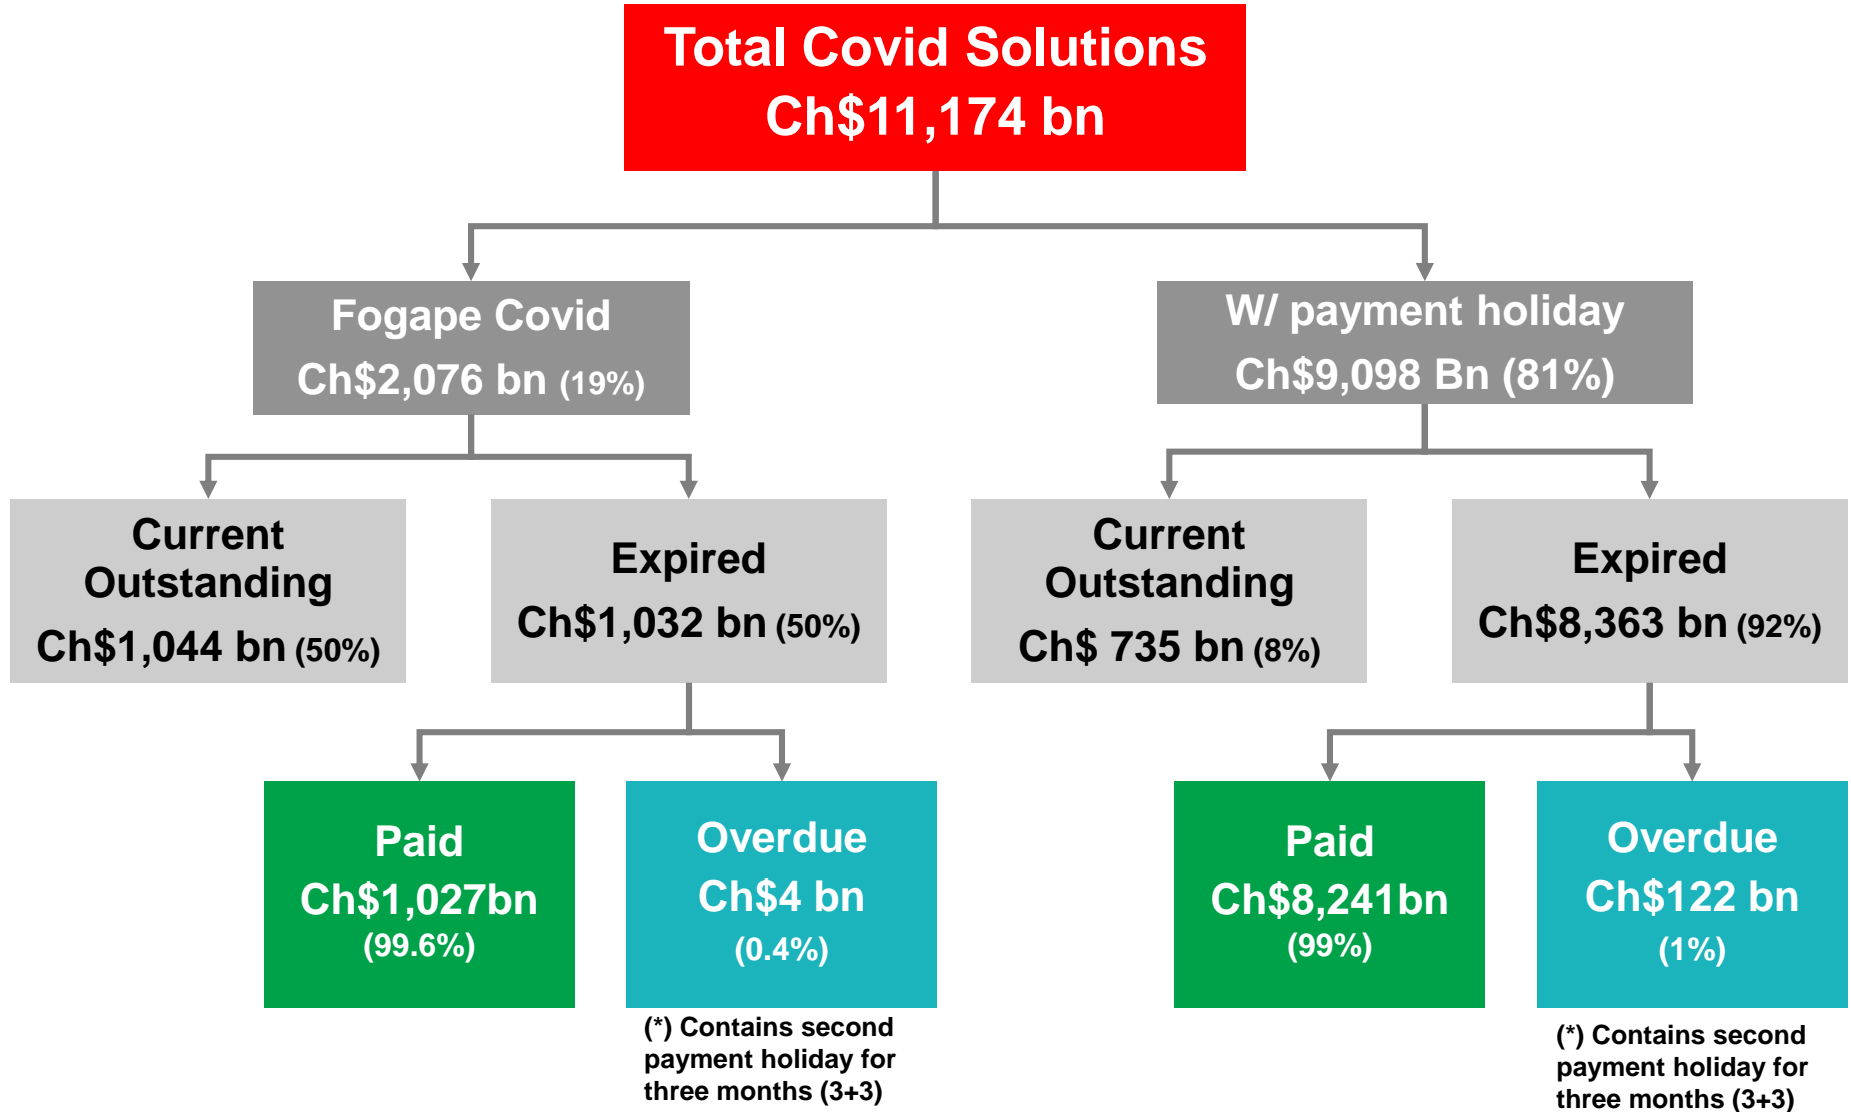 Total Covid Solutions
Ch$11,174 bn
Fogape Covid
Ch$2,076 bn (19%)
W/ payment holiday
Ch$9,098 Bn (81%)
Current
Outstanding
Ch$1,044 bn (50%)
Expired
Ch$1,032 bn (50%)
Current
Outstanding
Ch$ 735 bn (8%)
Expired
Ch$8,363 bn (92%)
Paid
Ch$1,027bn
(99.6%)
Overdue
Ch$4 bn
(0.4%)
(*) Contains second
payment holiday for
three months (3+3)
Paid
Ch$8,241bn
(99%)
Overdue
Ch$122 bn
(1%)
(*) Contains second
payment holiday for
three months (3+3)